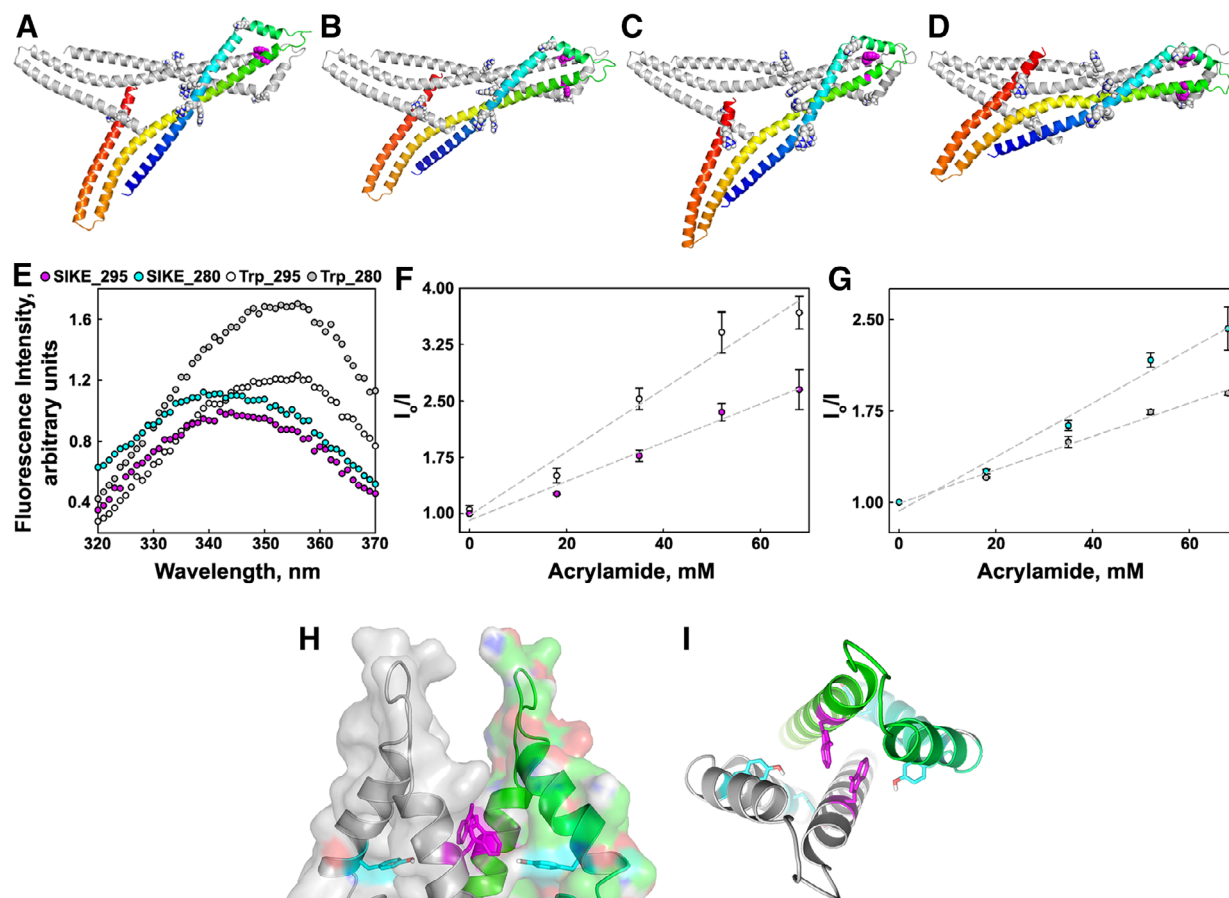 A
B
C
D
E
SIKE_295 SIKE_280 Trp_295 Trp_280
Fluorescence Intensity,
arbitrary units
1.6
1.2
0.8
0.4
320 330 340 350 360 370
Wavelength, nm
F
4.00
3.25
2.50
1.75
1.00
Io/I
0 20 40 60
Acrylamide, mM
G
2.50
1.75
1.00
Io/I
0 20 40 60
Acrylamide, mM
H
I